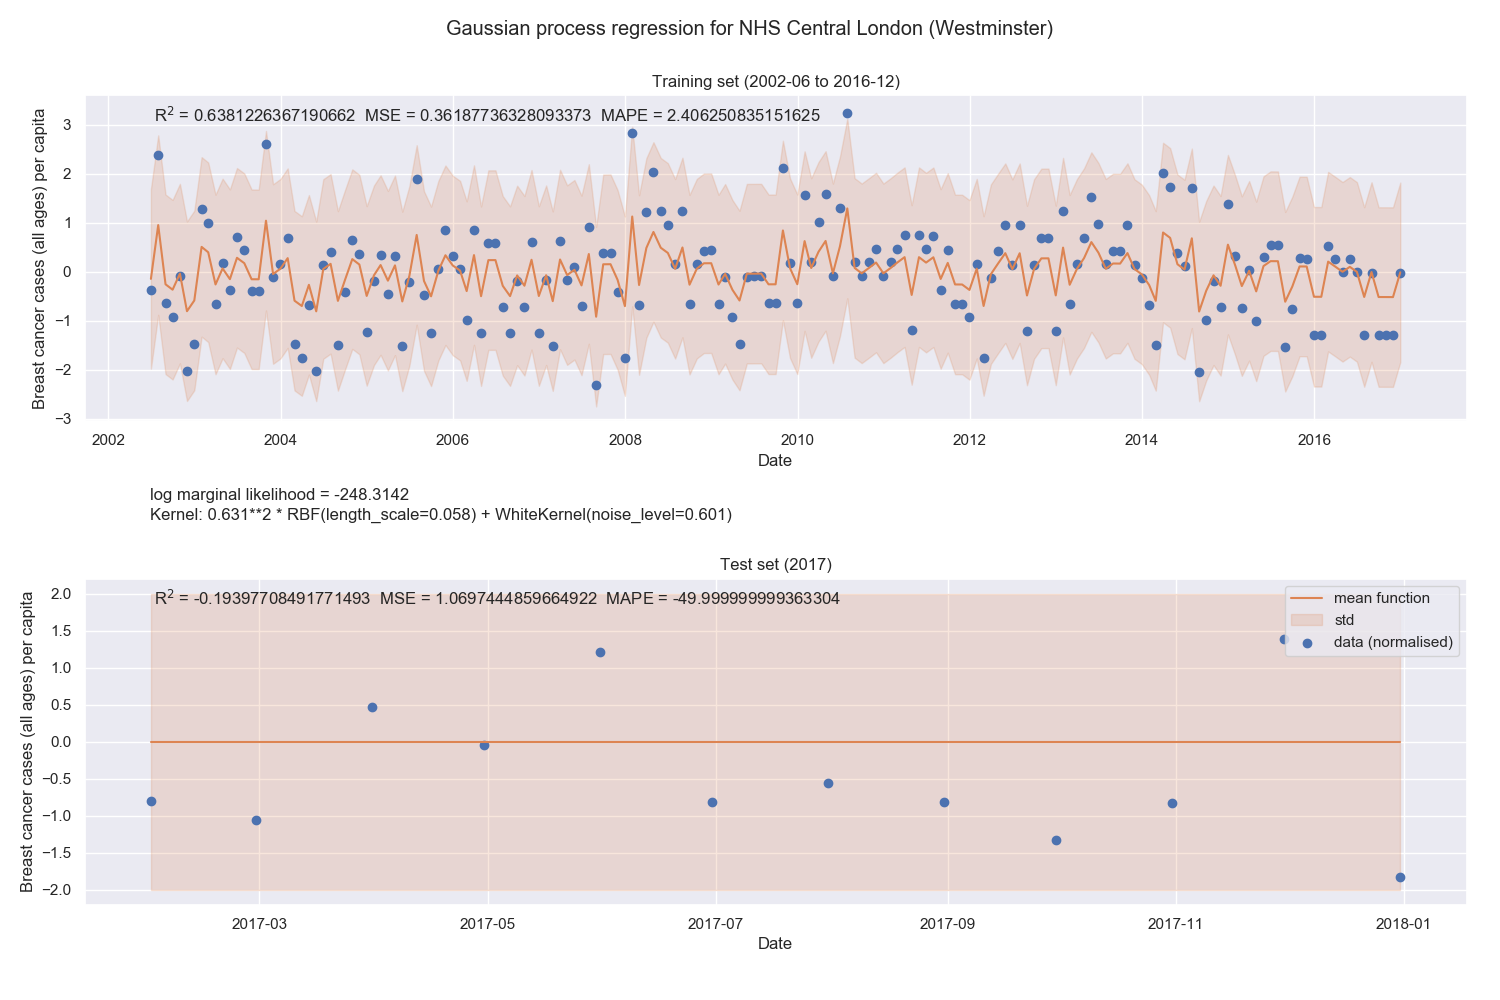 Gaussian process regression for NHS Central London (Westminster)
Training set (2002-06 to 2016-12)
R² = 0.6381226367190662 MSE = 0.36187736328093373 MAPE = 2.406250835151625
Breast cancer cases (all ages) per capita
3
2
1
0
−1
−2
−3
2002 2004 2006 2008 2010 2012 2014 2016
Date
log marginal likelihood = -248.3142
Kernel: 0.631**2 * RBF(length_scale=0.058) + WhiteKernel(noise_level=0.601)
Test set (2017)
R² = -0.19397708491771493 MSE = 1.0697444859664922 MAPE = -49.999999999363304
mean function
std
data (normalised)
Breast cancer cases (all ages) per capita
2.0
1.5
1.0
0.5
0.0
−0.5
−1.0
−1.5
−2.0
2017-03 2017-05 2017-07 2017-09 2017-11 2018-01
Date